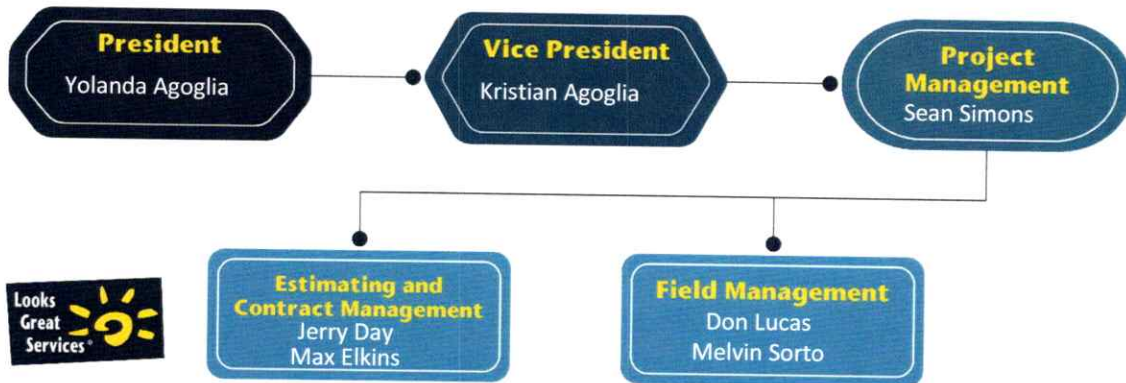 President
Yolanda Agoglia
Vice President
Kristian Agoglia
Project
Management
Sean Simons
Estimating and
Contract Management
Jerry Day
Max Elkins
Field Management
Don Lucas
Melvin Sorto
Looks
Great
Services®